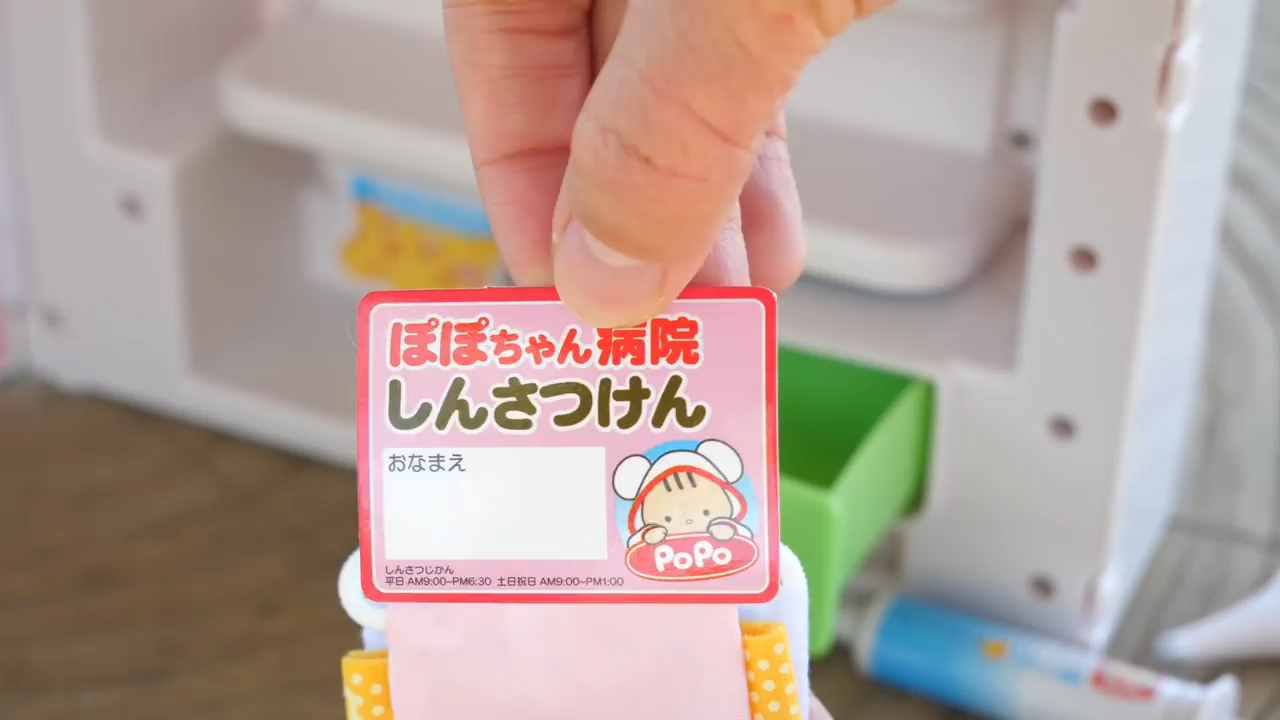 ぽぽちゃん病院
しんさつけん
おなまえ
PoPo
しんさつじかん
平日 AM9:00~PM6:30 土日祝日 AM9:00~PM1:00